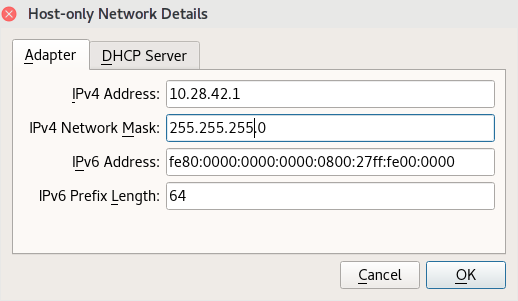 Host-only Network Details
Adapter
DHCP Server
IPv4 Address: 10.28.42.1
IPv4 Network Mask: 255.255.255.0
IPv6 Address: fe80:0000:0000:0000:0800:27ff:fe00:0000
IPv6 Prefix Length: 64
Cancel
OK